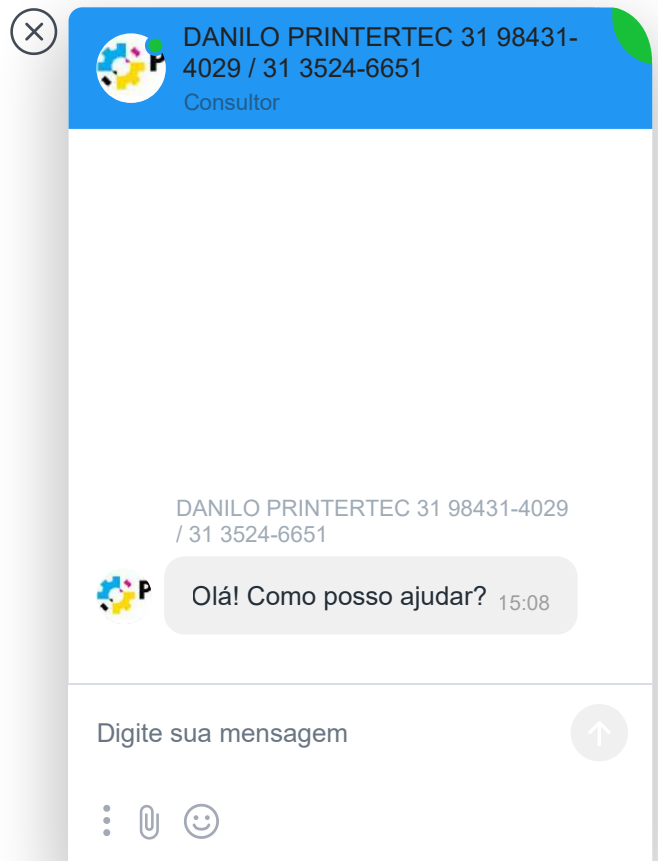 DANILO PRINTERTEC 31 98431-
4029 / 31 3524-6651
Consultor
DANILO PRINTERTEC 31 98431-4029
/ 31 3524-6651
P
Olá! Como posso ajudar? 15:08
Digite sua mensagem